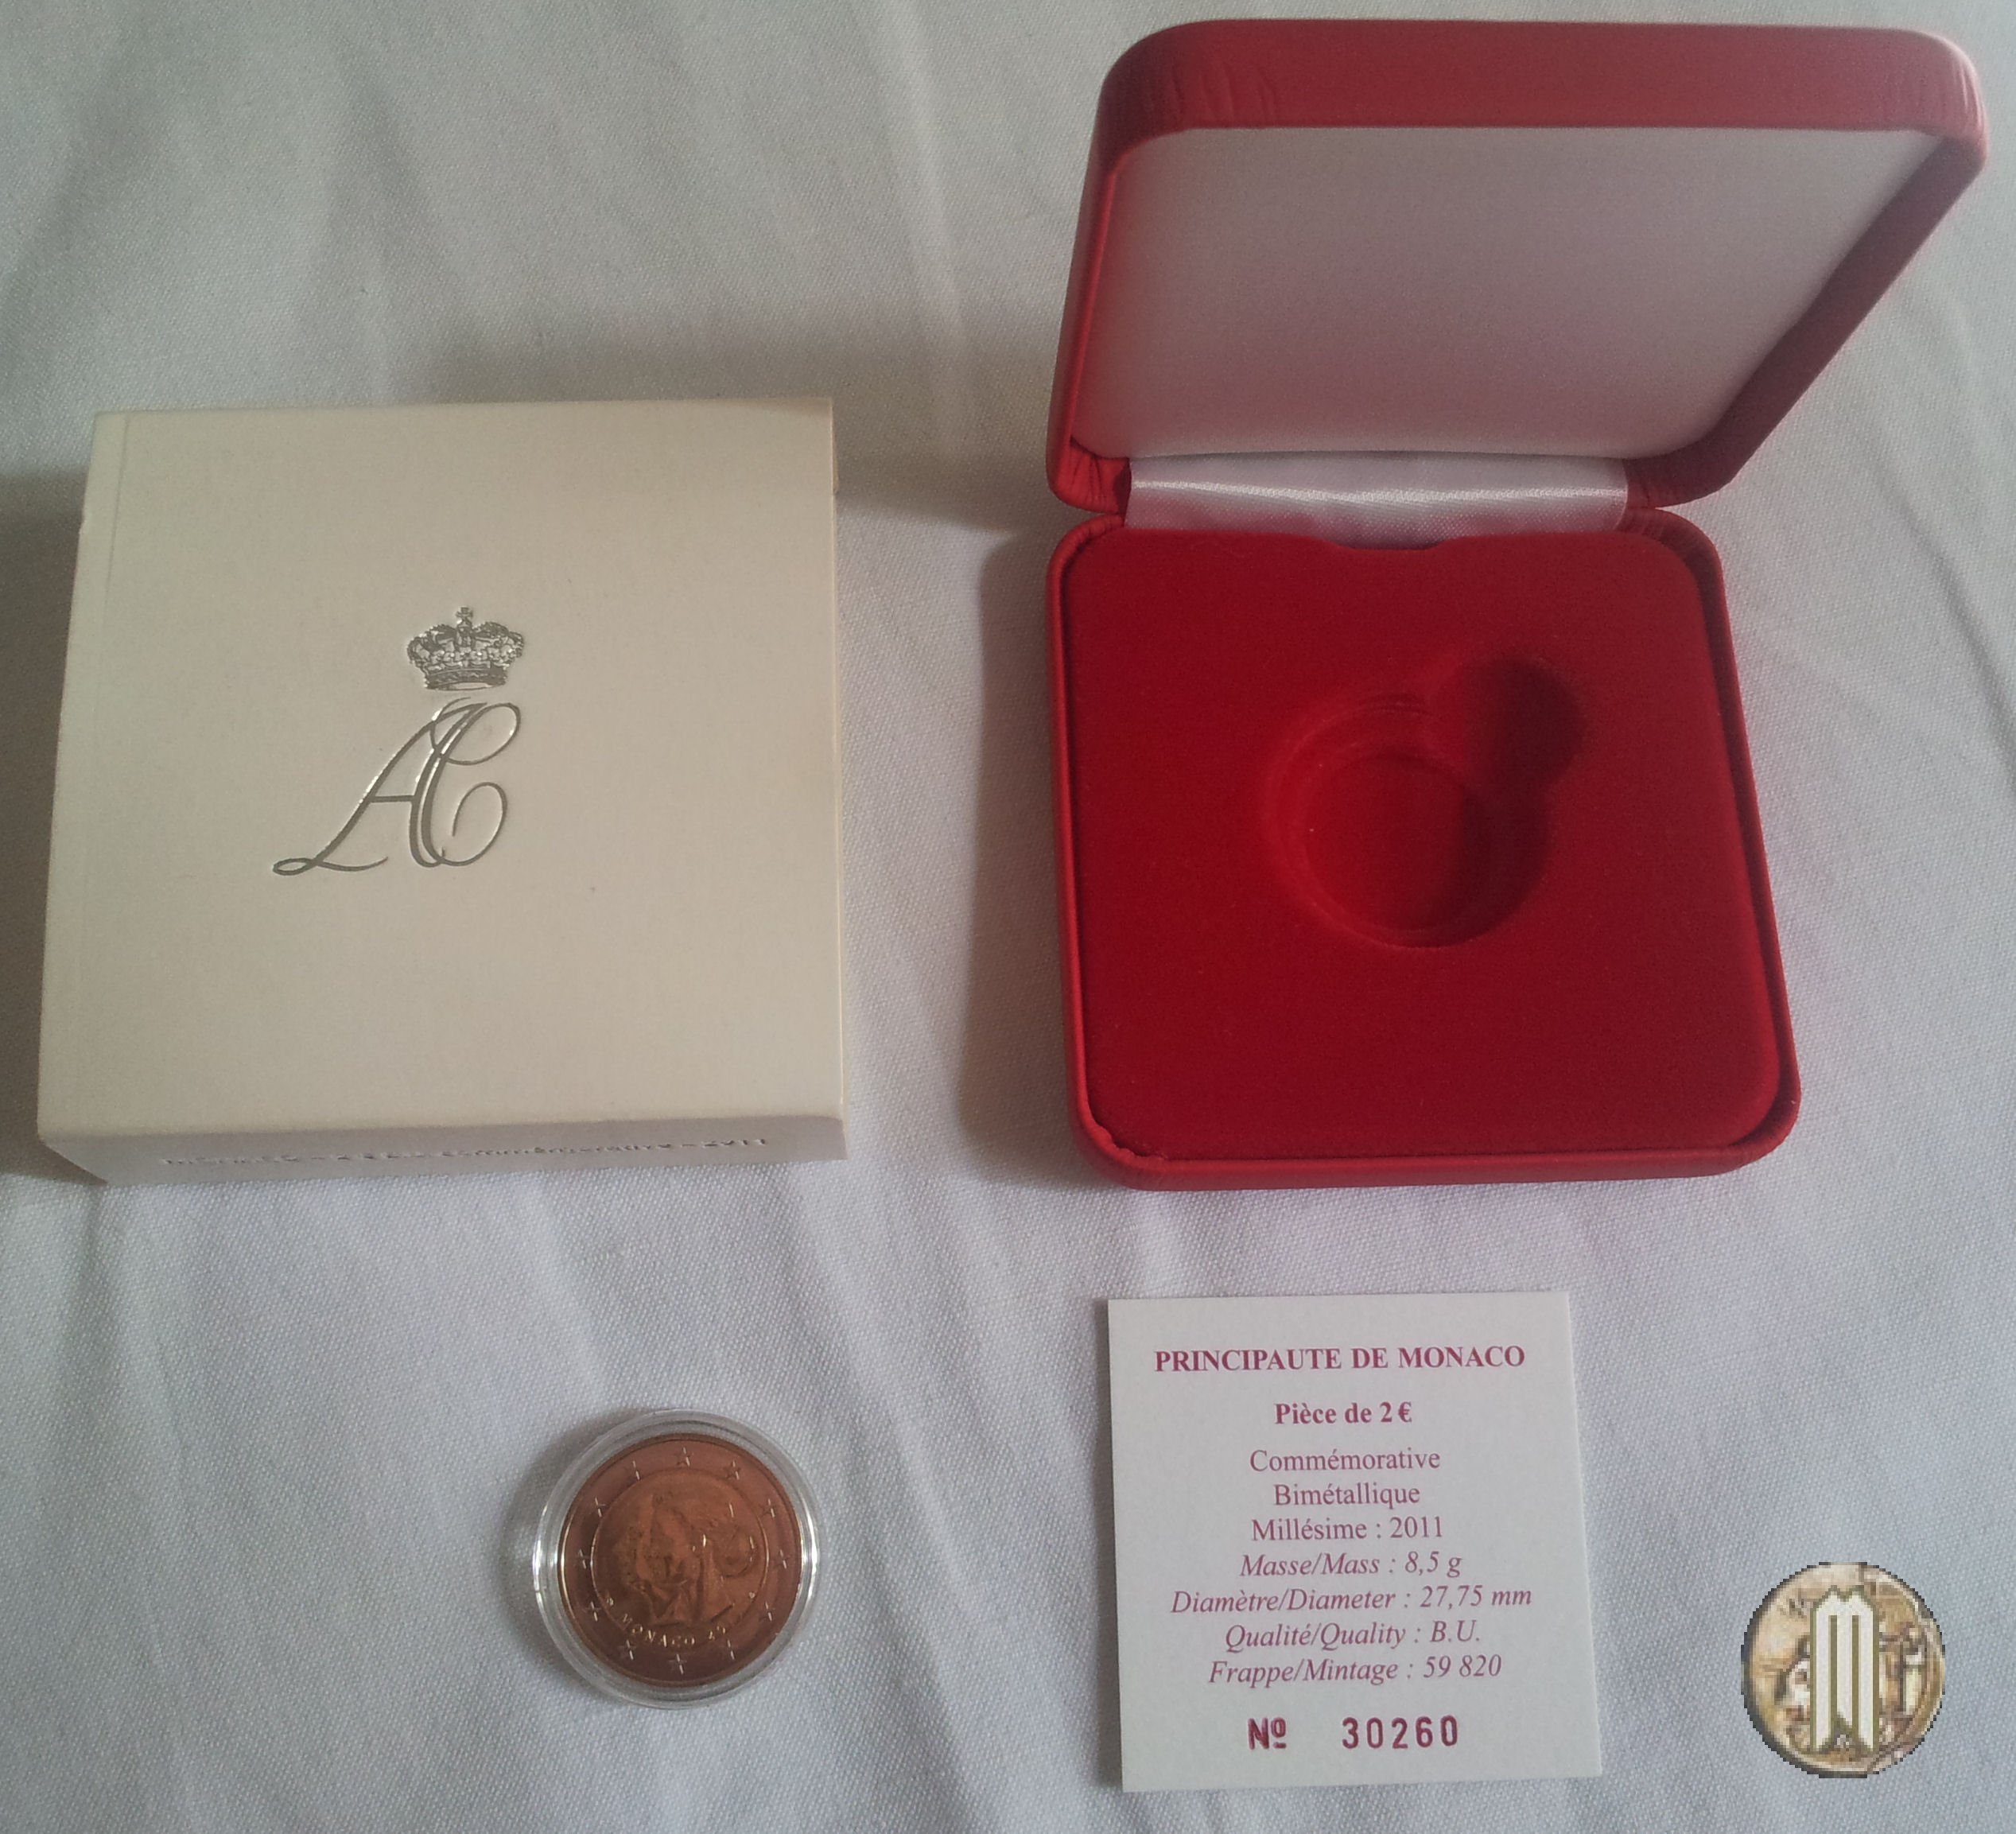 AC
PRINCIPAUTE DE MONACO
Pièce de 2 €
Commémorative
Bimétallique
Millésime : 2011
Masse/Mass : 8,5 g
Diamètre/Diameter : 27,75 mm
Qualité/Quality : B.U.
Frappe/Mintage : 59 820
Nº 30260
MONACO
M